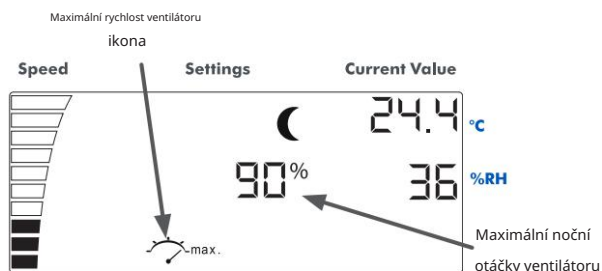 Maximální rychlost ventilátoru
ikona
Speed Settings Current Value
24.4 °C
90% 36 %RH
max.
Maximální noční
otáčky ventilátoru